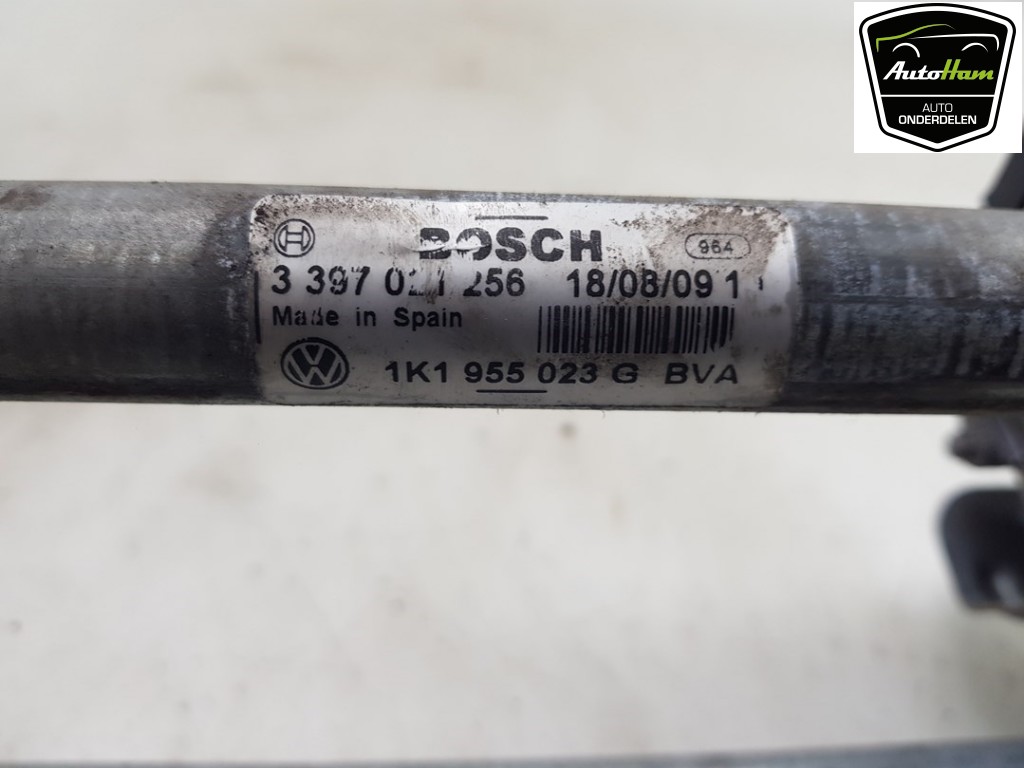 AutoHam
AUTO
ONDERDELEN
BOSCH 964
3 397 021 256 18/08/09 1
Made in Spain
1K1 955 023 G BVA